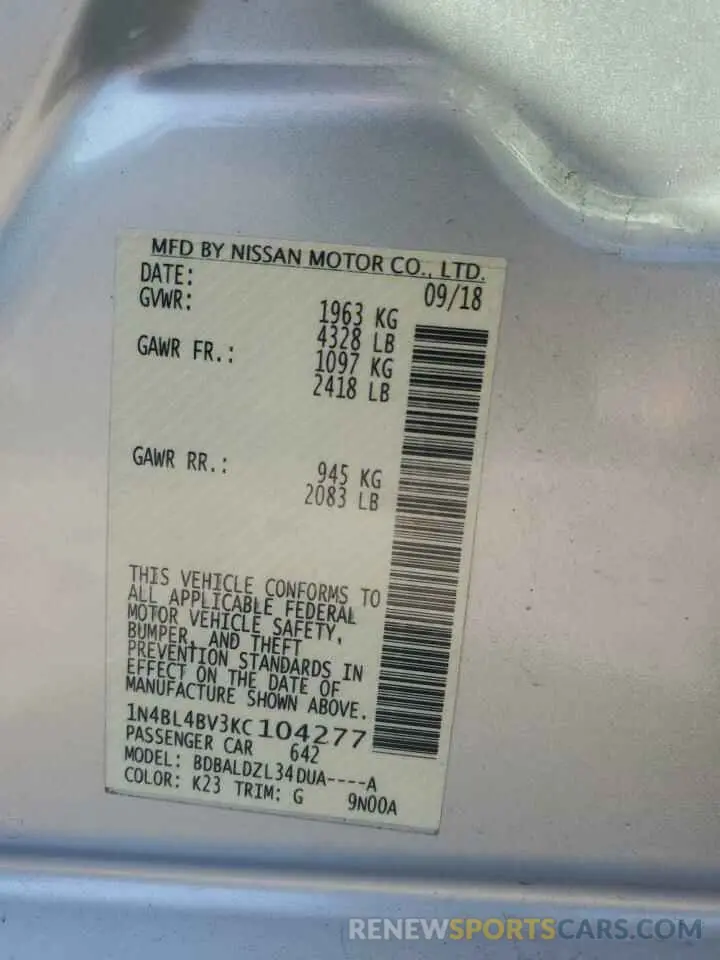 MFD BY NISSAN MOTOR CO., LTD.
DATE: 09/18
GVWR: 1963 KG
4328 LB
GAWR FR.: 1097 KG
2418 LB
GAWR RR.: 945 KG
2083 LB
THIS VEHICLE CONFORMS TO
ALL APPLICABLE FEDERAL
MOTOR VEHICLE SAFETY,
BUMPER, AND THEFT
PREVENTION STANDARDS IN
EFFECT ON THE DATE OF
MANUFACTURE SHOWN ABOVE.
1N4BL4BV3KC104277
PASSENGER CAR 642
MODEL: BDBALDZL34DUA----A
COLOR: K23 TRIM: G 9N00A
RENEWSPORTSCARS.COM